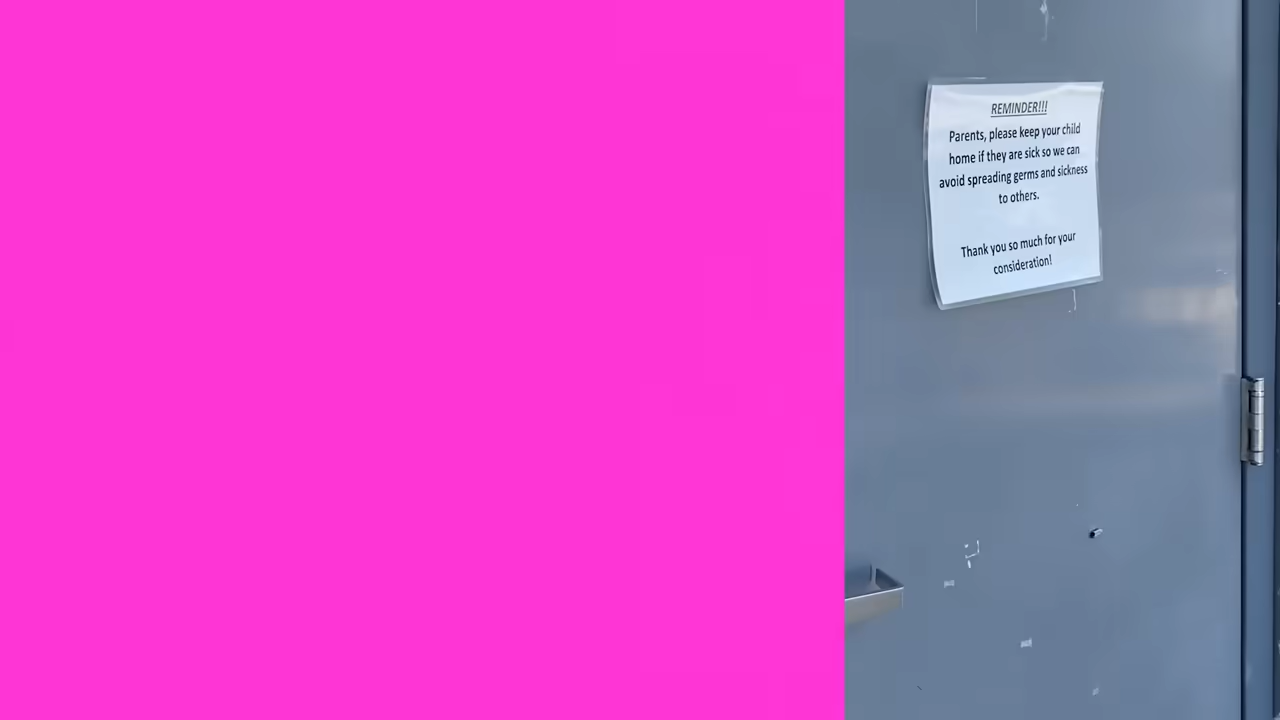 REMINDER!!!
Parents, please keep your child
home if they are sick so we can
avoid spreading germs and sickness
to others.
Thank you so much for your
consideration!